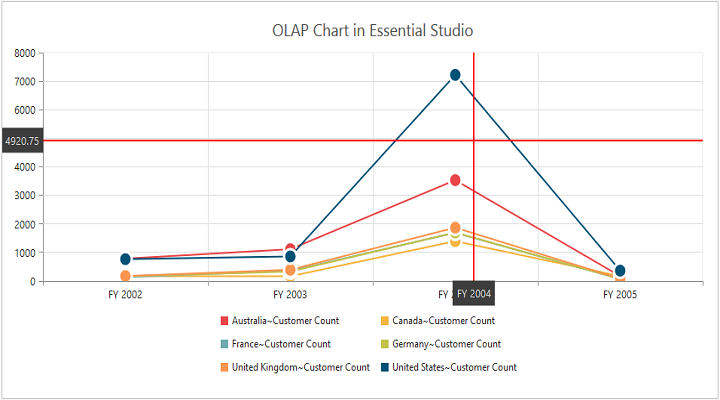 OLAP Chart in Essential Studio
8000
7000
6000
5000
4920.75
4000
3000
2000
1000
0
FY 2002
FY 2003
FY 2004
FY 2005
Australia~Customer Count
Canada~Customer Count
France~Customer Count
Germany~Customer Count
United Kingdom~Customer Count
United States~Customer Count